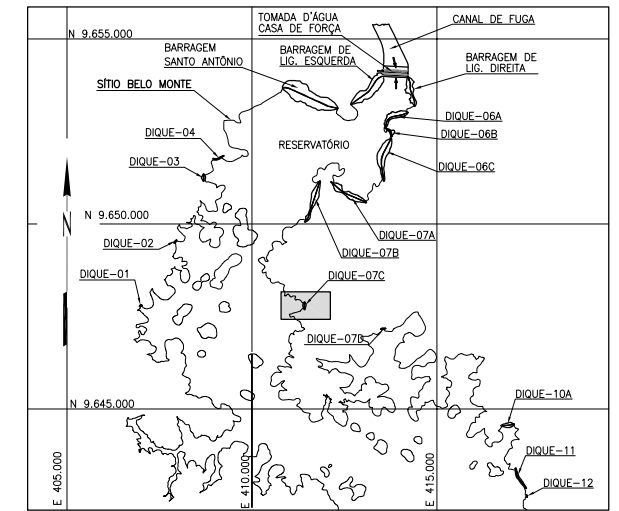 TOMADA D'ÁGUA
CASA DE FORÇA
CANAL DE FUGA
N 9.655.000
BARRAGEM
SANTO ANTÔNIO
BARRAGEM DE
LIG. ESQUERDA
BARRAGEM DE
LIG. DIREITA
SÍTIO BELO MONTE
DIQUE-06A
DIQUE-04
DIQUE-06B
RESERVATÓRIO
DIQUE-03
DIQUE-06C
N 9.650.000
N
DIQUE-07A
DIQUE-02
DIQUE-07B
DIQUE-01
DIQUE-07C
DIQUE-07D
DIQUE-10A
N 9.645.000
DIQUE-11
E 405.000
E 410.000
E 415.000
DIQUE-12